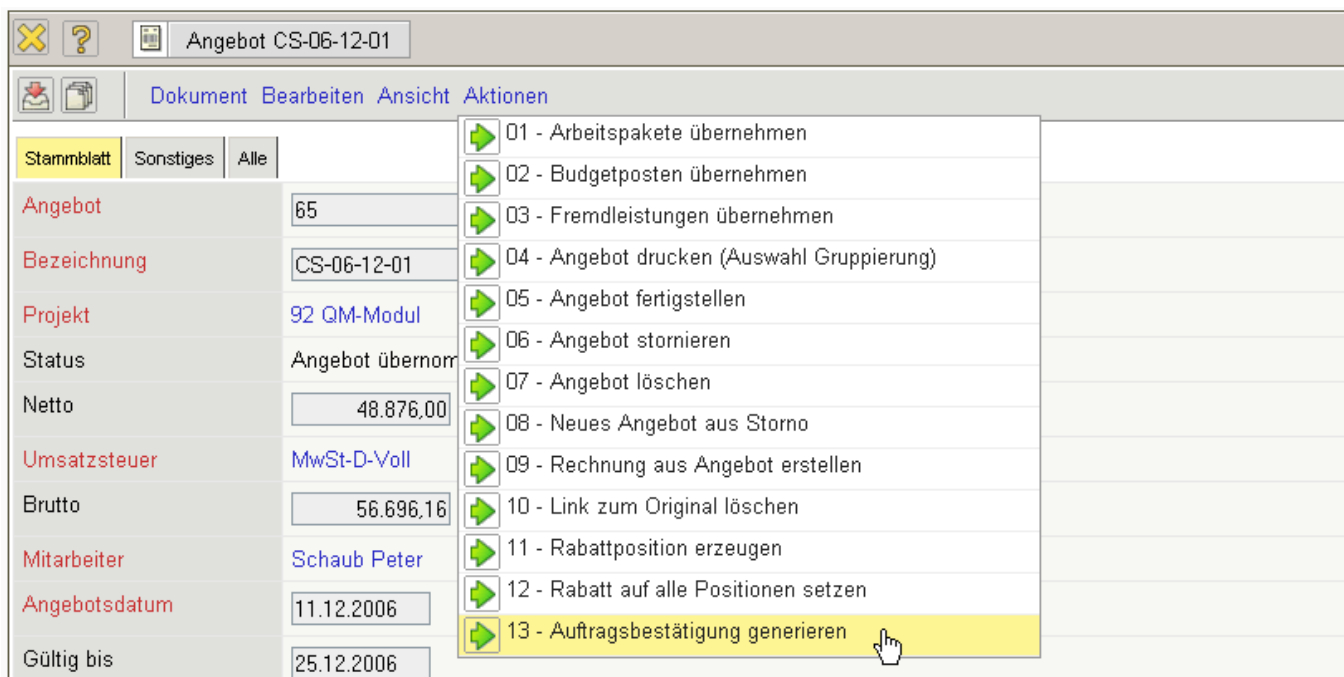 Angebot CS-06-12-01
Dokument Bearbeiten Ansicht Aktionen
Stammblatt Sonstiges Alle
Angebot 65
Bezeichnung CS-06-12-01
Projekt 92 QM-Modul
Status Angebot übernom
Netto 48.876,00
Umsatzsteuer MwSt-D-Voll
Brutto 56.696,16
Mitarbeiter Schaub Peter
Angebotsdatum 11.12.2006
Gültig bis 25.12.2006
01 - Arbeitspakete übernehmen
02 - Budgetposten übernehmen
03 - Fremdleistungen übernehmen
04 - Angebot drucken (Auswahl Gruppierung)
05 - Angebot fertigstellen
06 - Angebot stornieren
07 - Angebot löschen
08 - Neues Angebot aus Storno
09 - Rechnung aus Angebot erstellen
10 - Link zum Original löschen
11 - Rabattposition erzeugen
12 - Rabatt auf alle Positionen setzen
13 - Auftragsbestätigung generieren